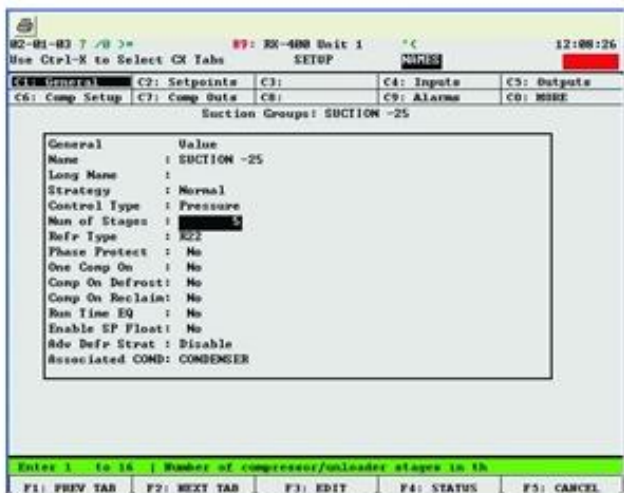 02-01-03 ? /0 >= 89: RX-400 Unit 1 °C 12:08:26
Use Ctrl-X to Select CX Tabs SETUP NAMES
C1: General C2: Setpoints C3: C4: Inputs C5: Outputs
C6: Comp Setup C7: Comp Outs C8: C9: Alarms C0: MORE
Suction Groups: SUCTION -25
General Value
Name : SUCTION -25
Long Name :
Strategy : Normal
Control Type : Pressure
Num of Stages : 5
Refr Type : R22
Phase Protect : No
One Comp On : No
Comp On Defrost: No
Comp On Reclaim: No
Run Time EQ : No
Enable SP Float: No
Adv Defr Strat : Disable
Associated COND: CONDENSER
Enter 1 to 16 | Number of compressor/unloader stages in th
F1: PREV TAB F2: NEXT TAB F3: EDIT F4: STATUS F5: CANCEL